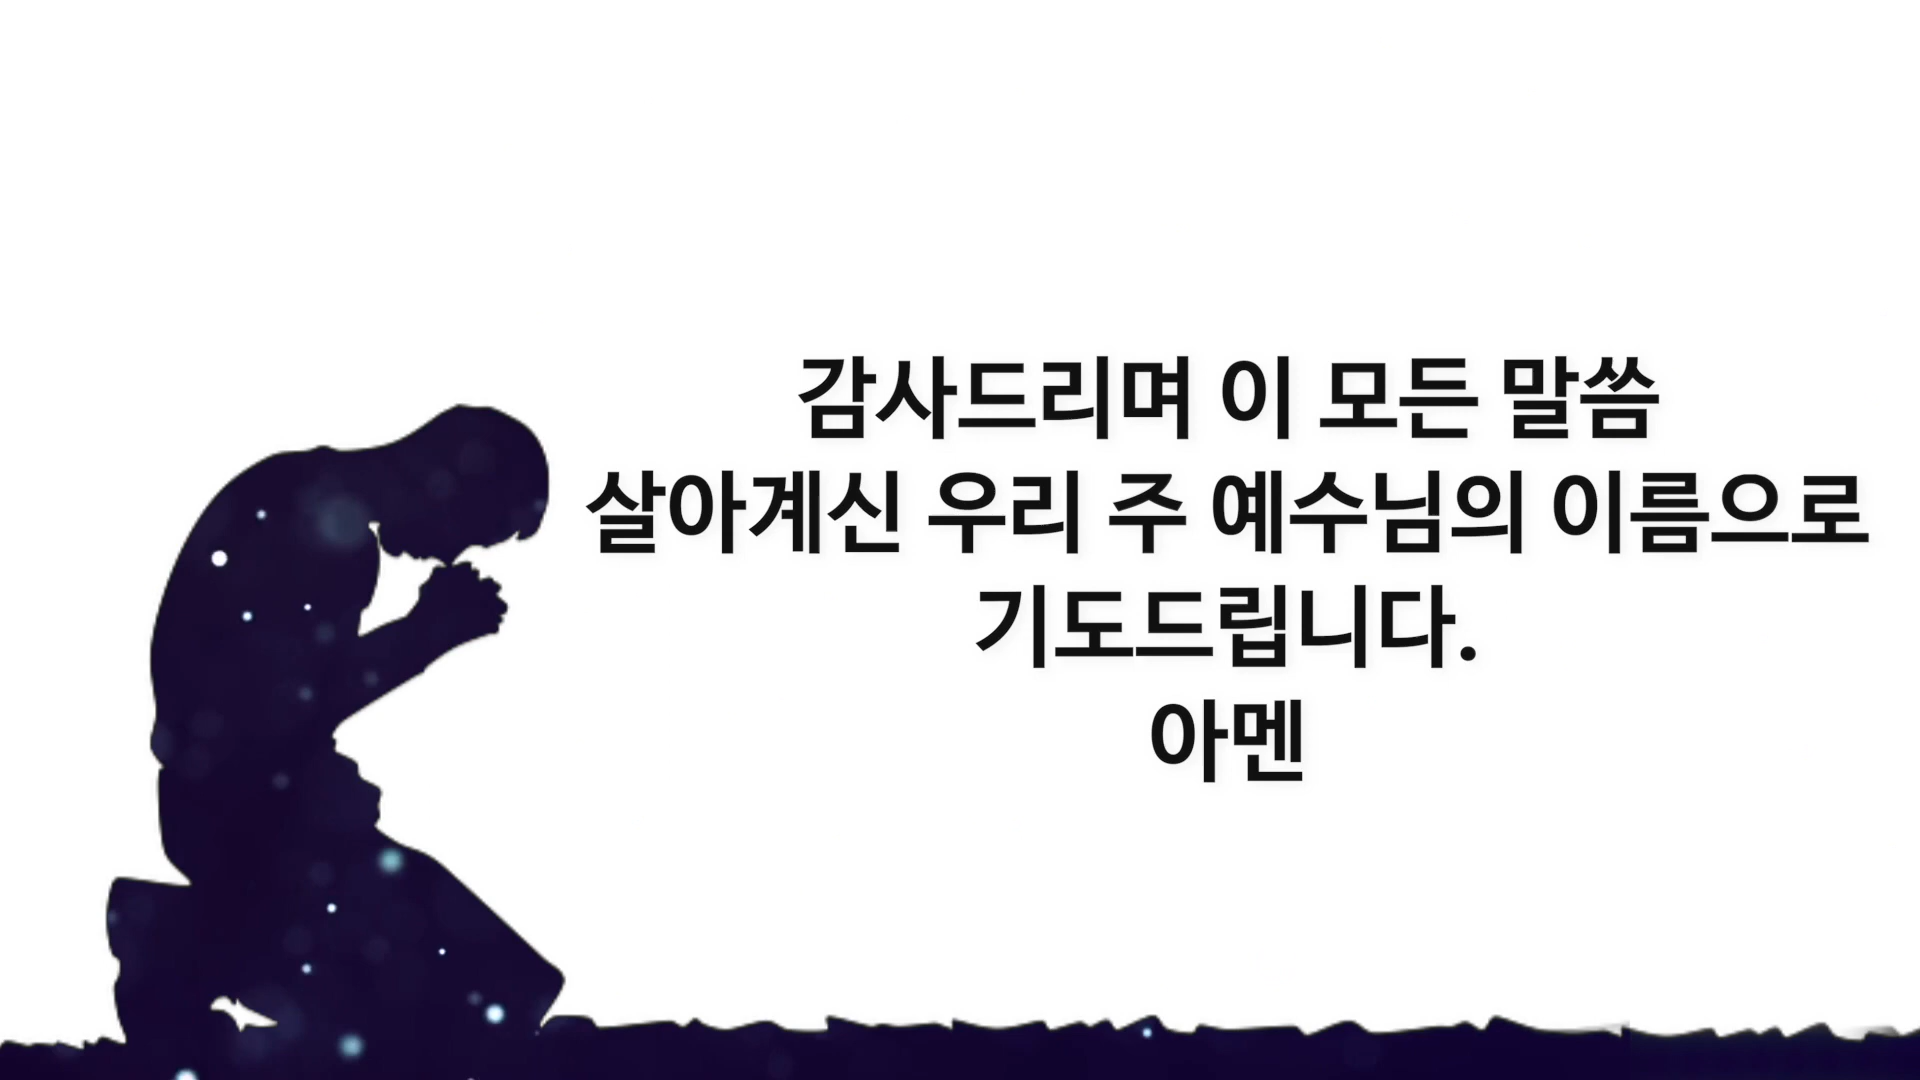 감사드리며 이 모든 말씀
살아계신 우리 주 예수님의 이름으로
기도드립니다.
아멘